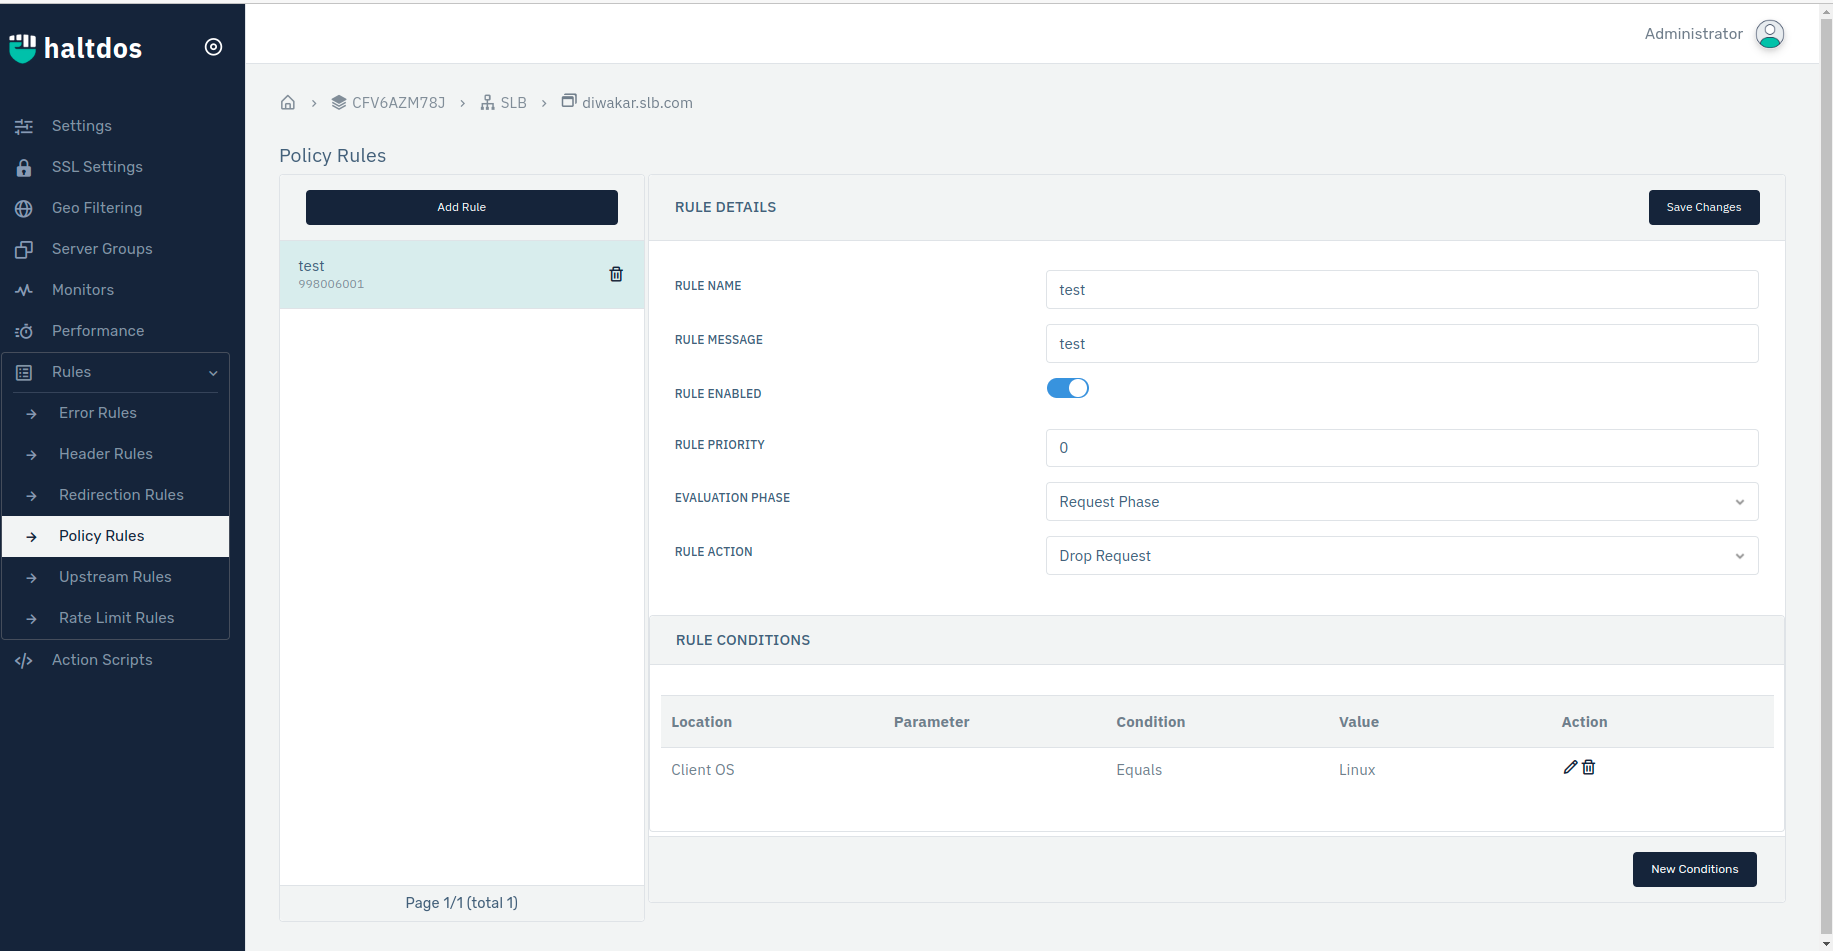 haltdos
Administrator
Settings
SSL Settings
Geo Filtering
Server Groups
Monitors
Performance
Rules
Error Rules
Header Rules
Redirection Rules
Policy Rules
Upstream Rules
Rate Limit Rules
Action Scripts
CFV6AZM78J
SLB
diwakar.slb.com
Policy Rules
Add Rule
test
998006001
Page 1/1 (total 1)
RULE DETAILS
Save Changes
RULE NAME
test
RULE MESSAGE
test
RULE ENABLED
RULE PRIORITY
0
EVALUATION PHASE
Request Phase
RULE ACTION
Drop Request
RULE CONDITIONS
Location Parameter Condition Value Action
Client OS Equals Linux
New Conditions